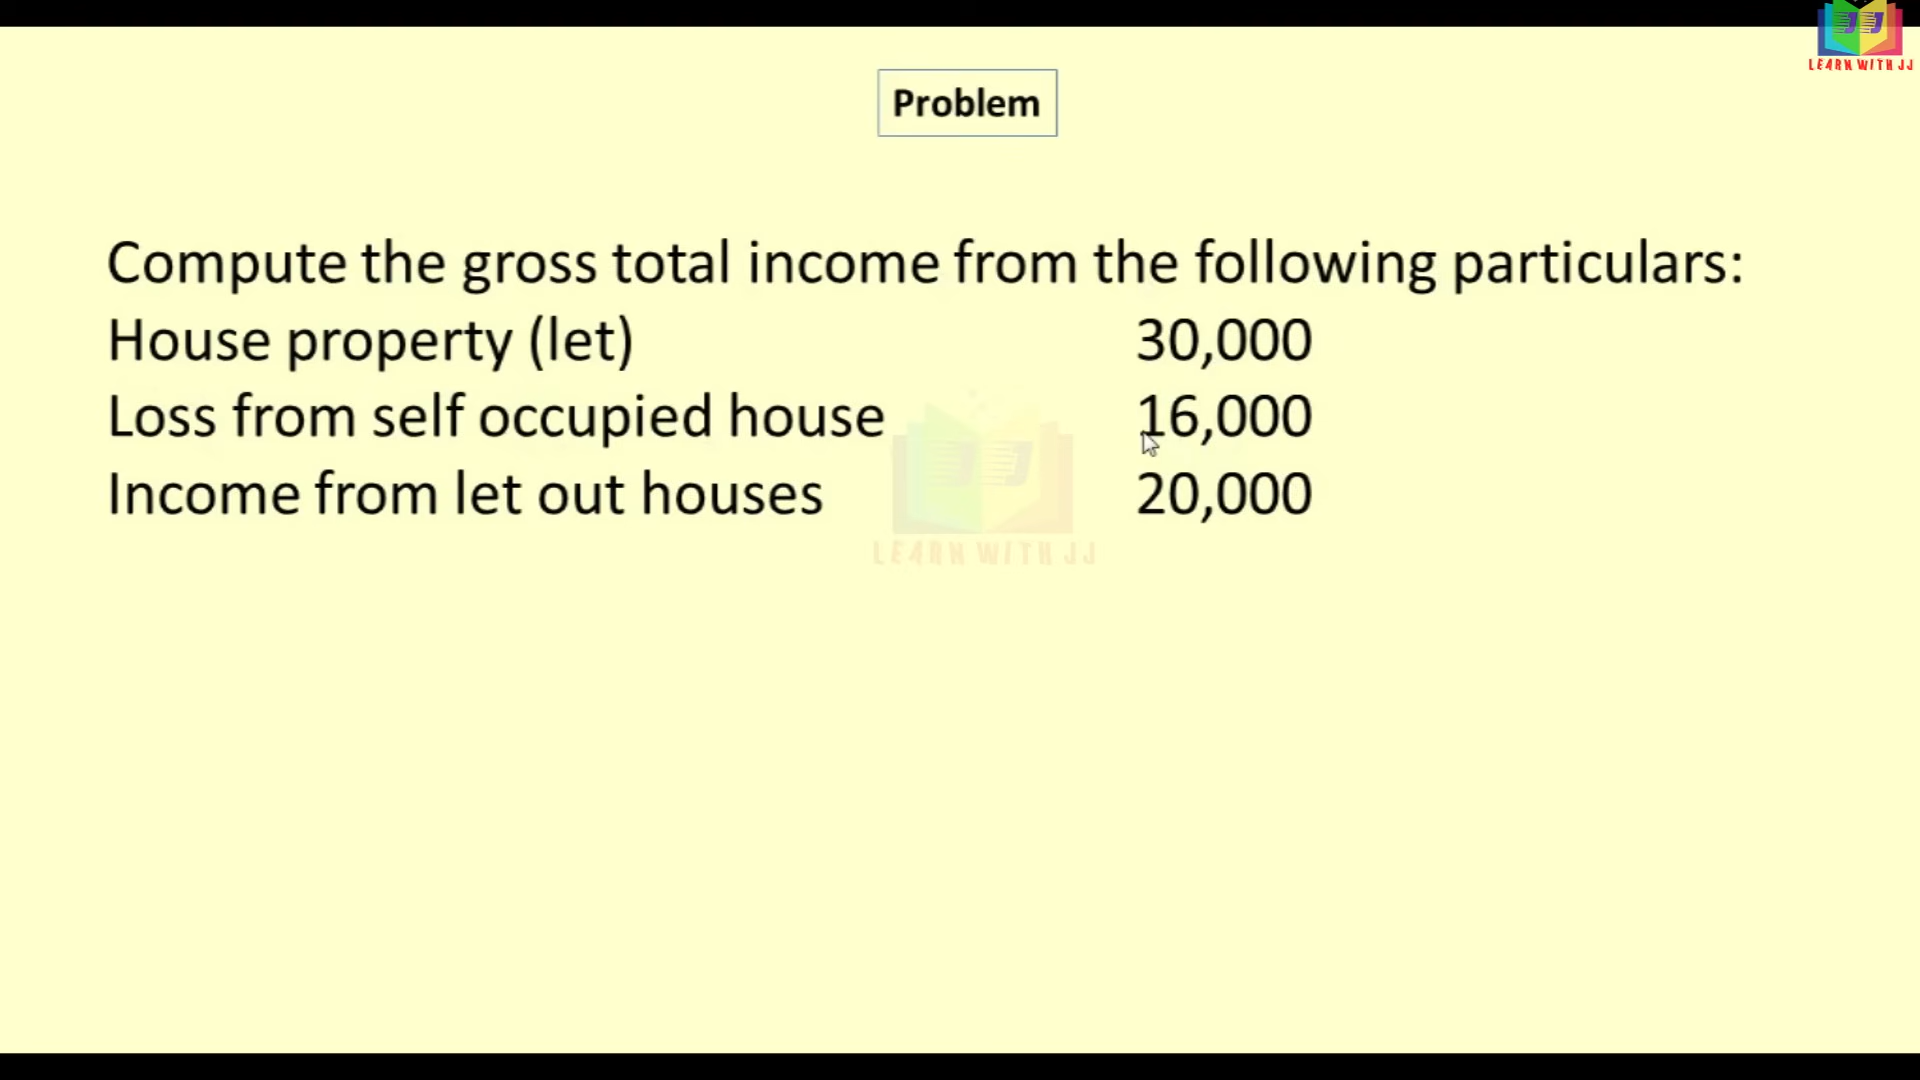 LEARN WITH JJ
Problem
Compute the gross total income from the following particulars:
House property (let) 30,000
Loss from self occupied house 16,000
Income from let out houses 20,000
LEARN WITH JJ